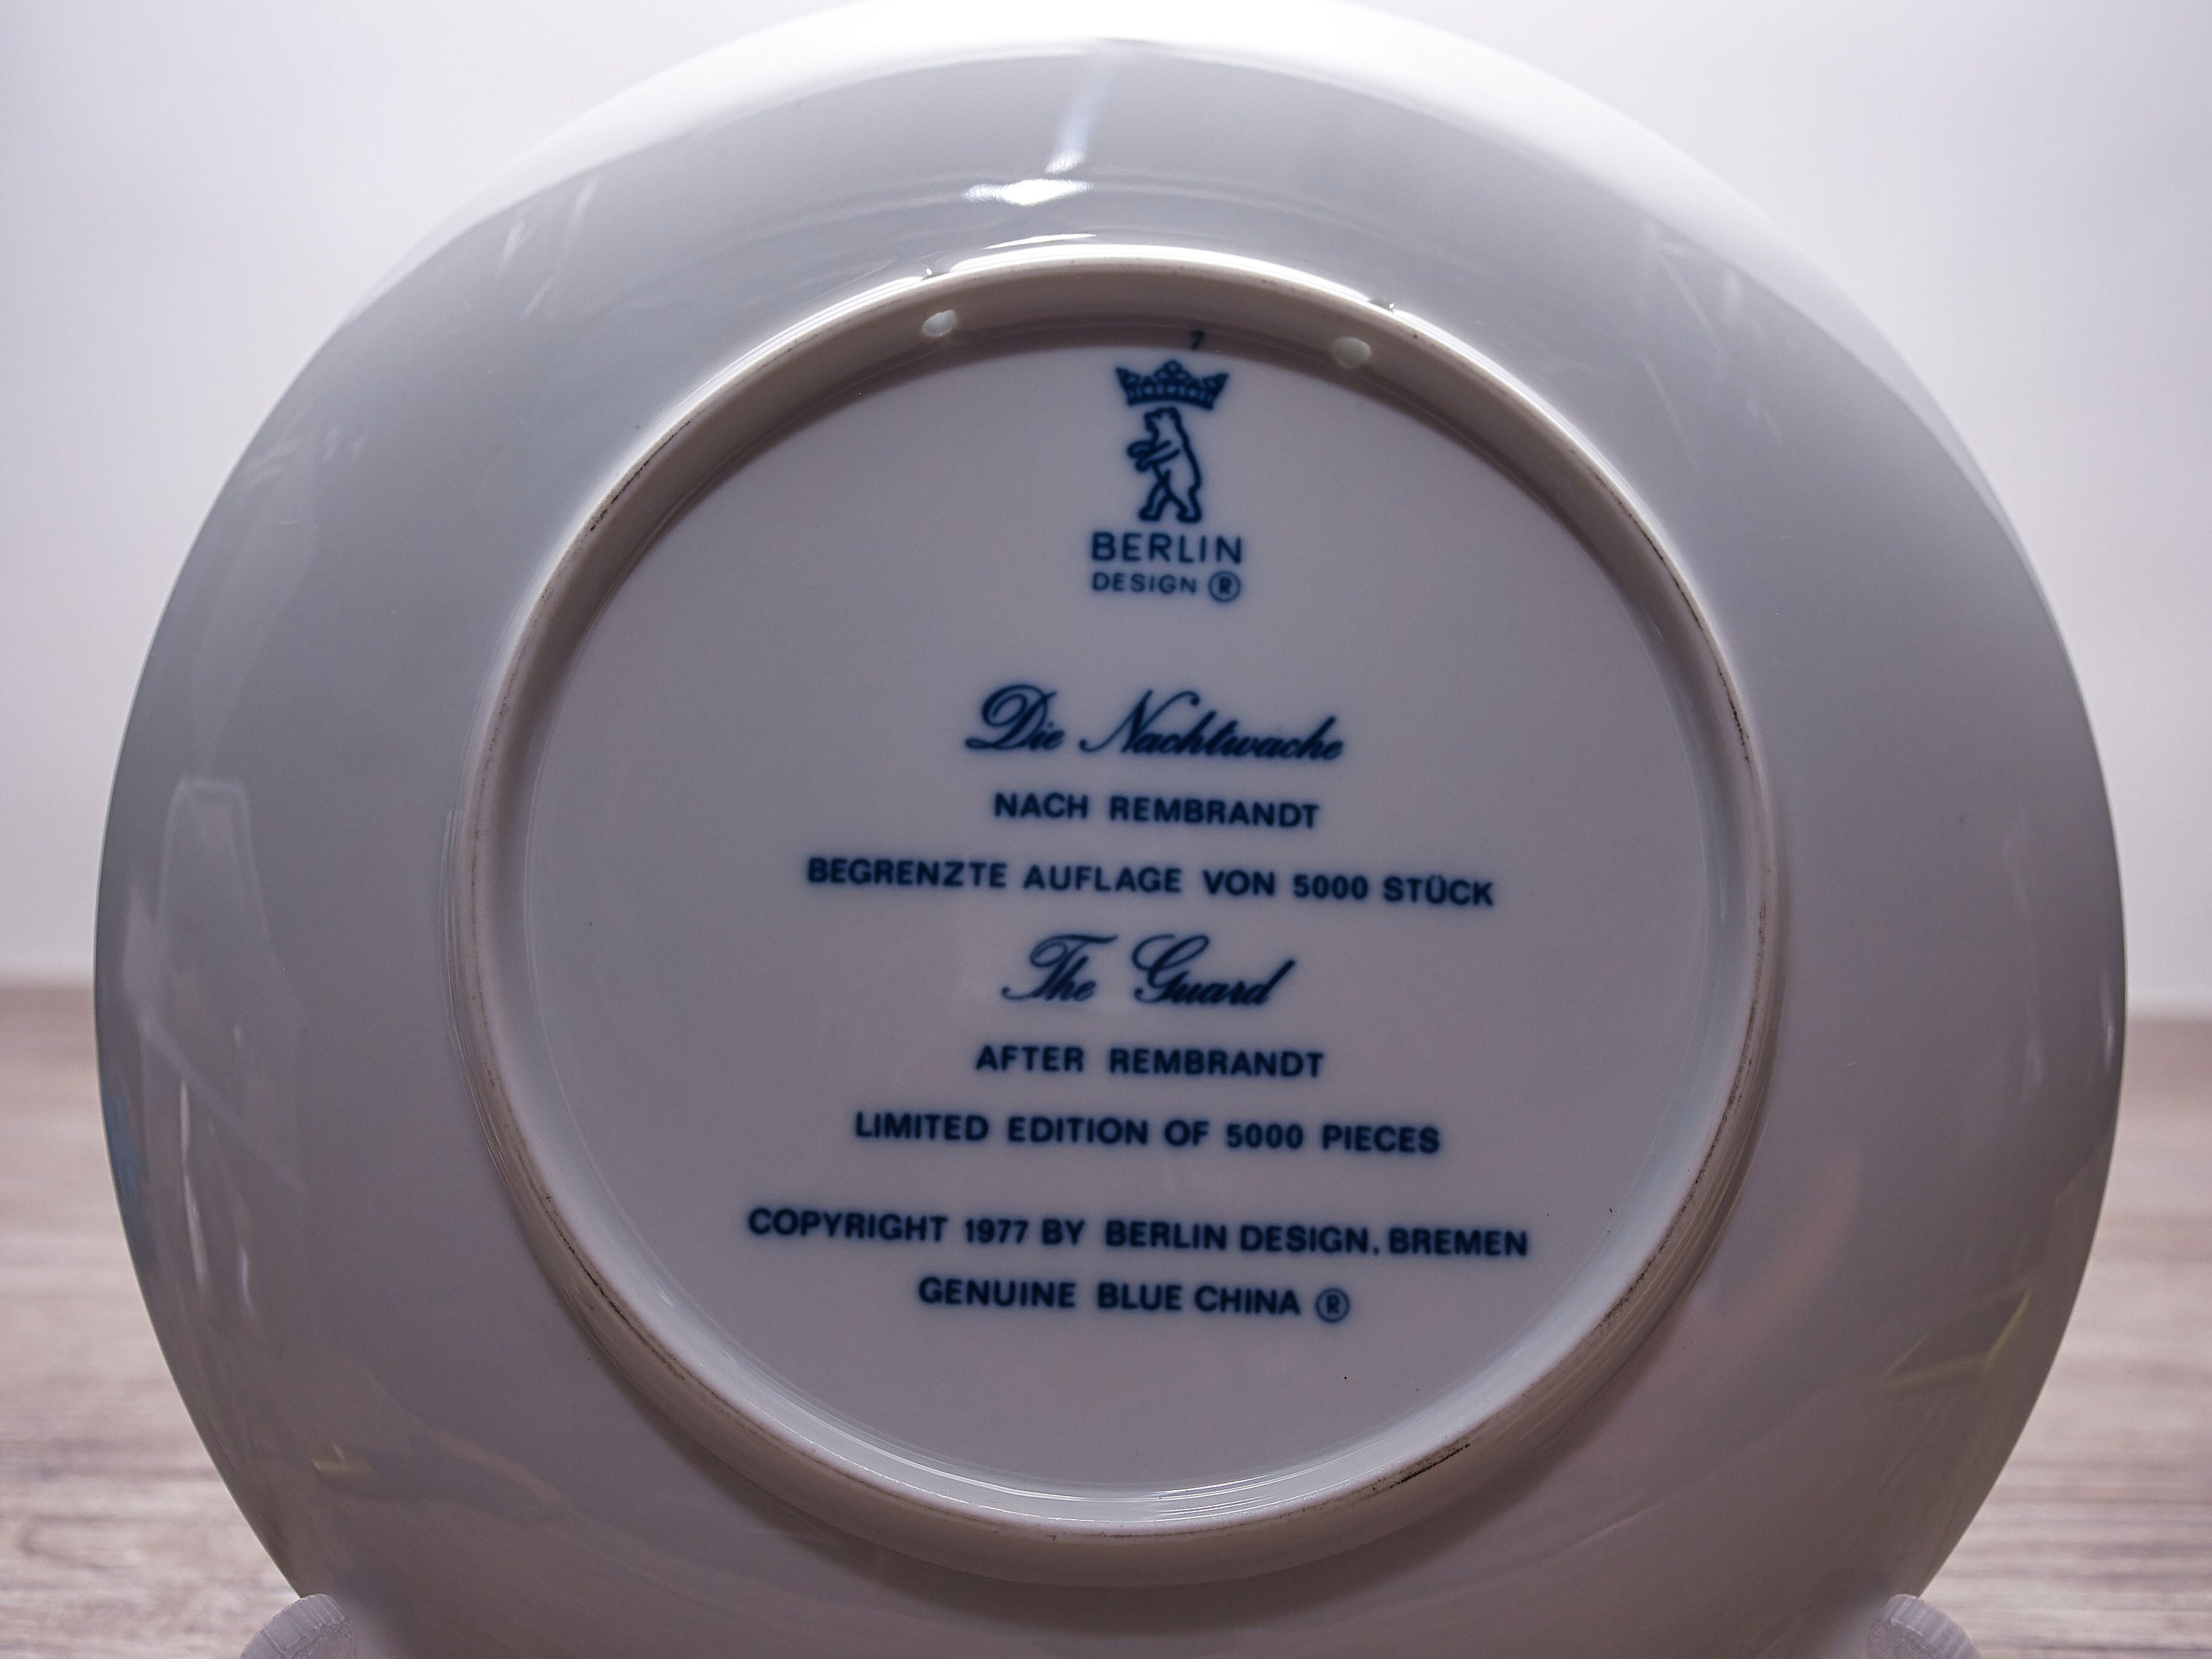 7
BERLIN
DESIGN ®
Die Nachtwache
NACH REMBRANDT
BEGRENZTE AUFLAGE VON 5000 STÜCK
The Guard
AFTER REMBRANDT
LIMITED EDITION OF 5000 PIECES
COPYRIGHT 1977 BY BERLIN DESIGN, BREMEN
GENUINE BLUE CHINA ®